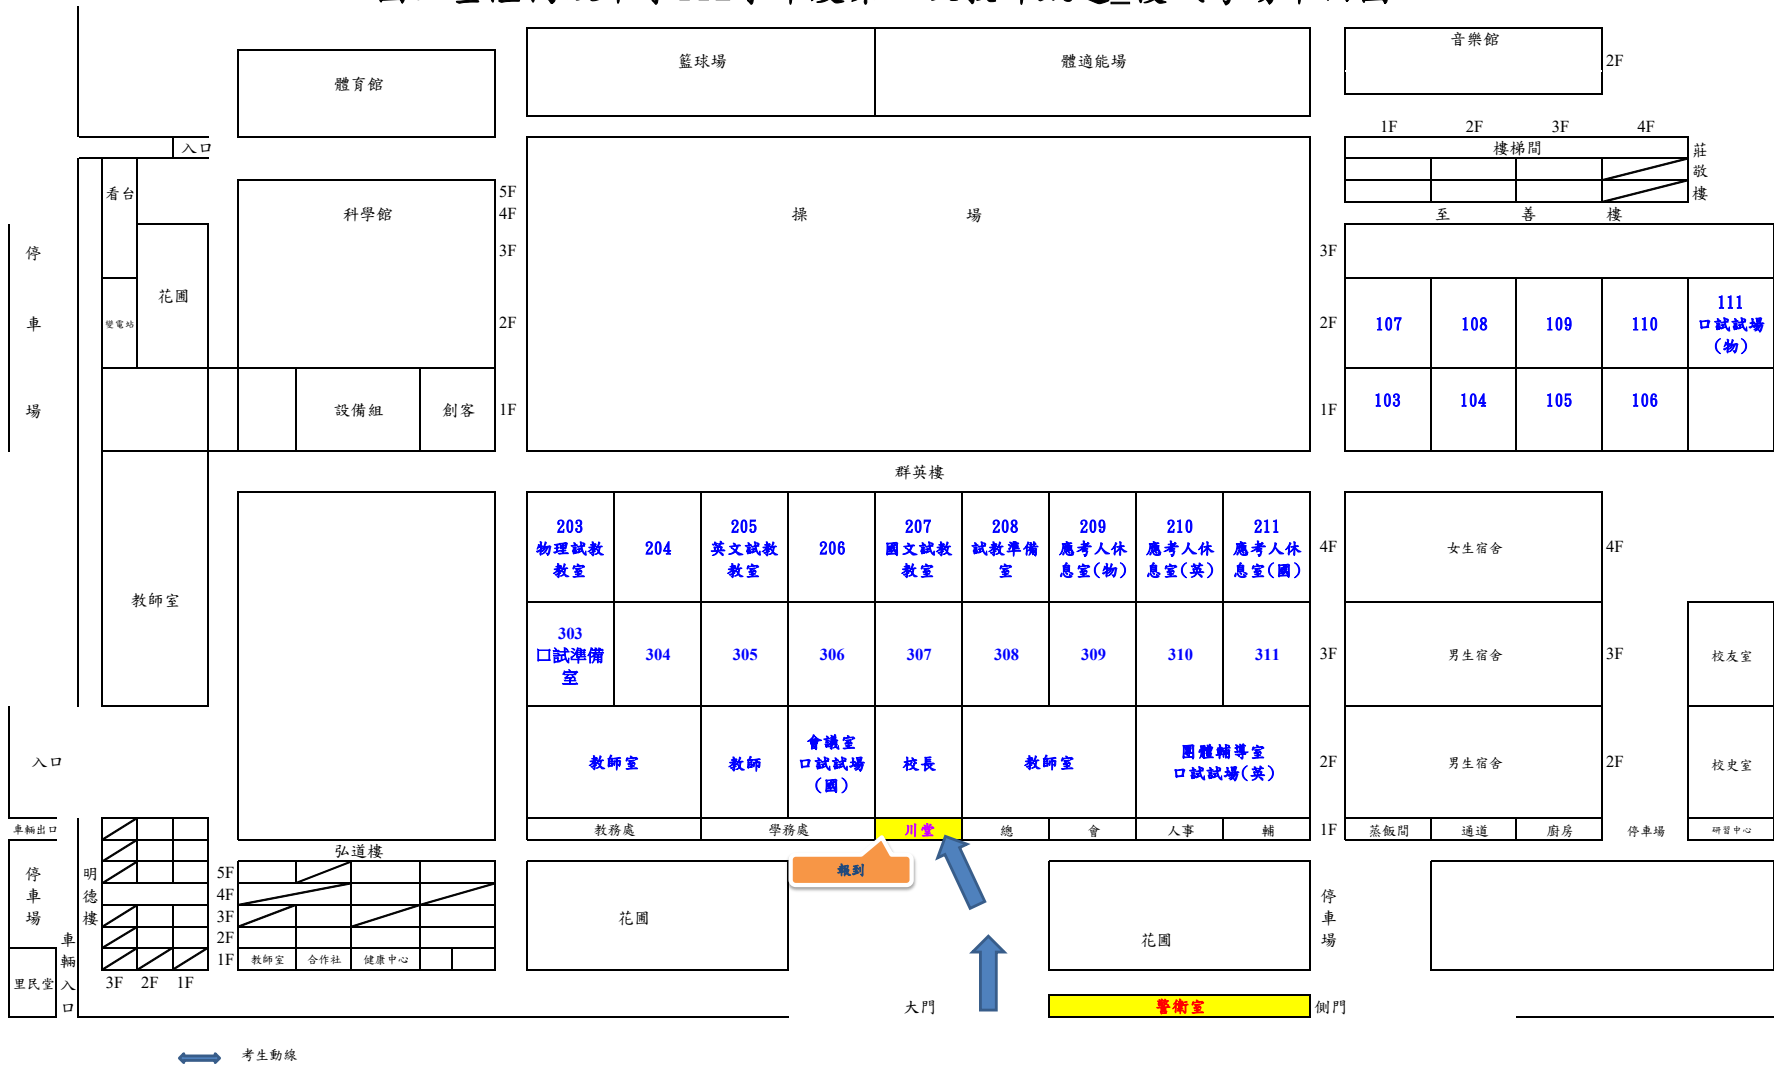 籃球場
體適能場
音樂館
2F
體育館
1F 2F 3F 4F
入口
樓梯間
莊敬樓
看台
科學館
5F
4F
操 場
至 善 樓
停車場
花圃
3F
3F
變電站
2F
2F
107
108
109
110
111
口試試場
(物)
設備組
創客
1F
1F
103
104
105
106
群英樓
203
物理試教
教室
204
205
英文試教
教室
206
207
國文試教
教室
208
試教準備
室
209
應考人休
息室(物)
210
應考人休
息室(英)
211
應考人休
息室(國)
4F
女生宿舍
4F
教師室
303
口試準備
室
304
305
306
307
308
309
310
311
3F
男生宿舍
3F
校友室
入口
教師室
教師
會議室
口試試場
(國)
校長
教師室
團體輔導室
口試試場(英)
2F
男生宿舍
2F
校史室
車輛出口
教務處
學務處
川堂
總
會
人事
輔
1F
蒸飯間
通道
廚房
停車場
研習中心
弘道樓
報到
停車場
明德樓
5F
4F
3F
2F
1F
花圃
花圃
停車場
車輛入口
教師室
合作社
健康中心
里民堂
3F 2F 1F
大門
警衛室
側門
考生動線